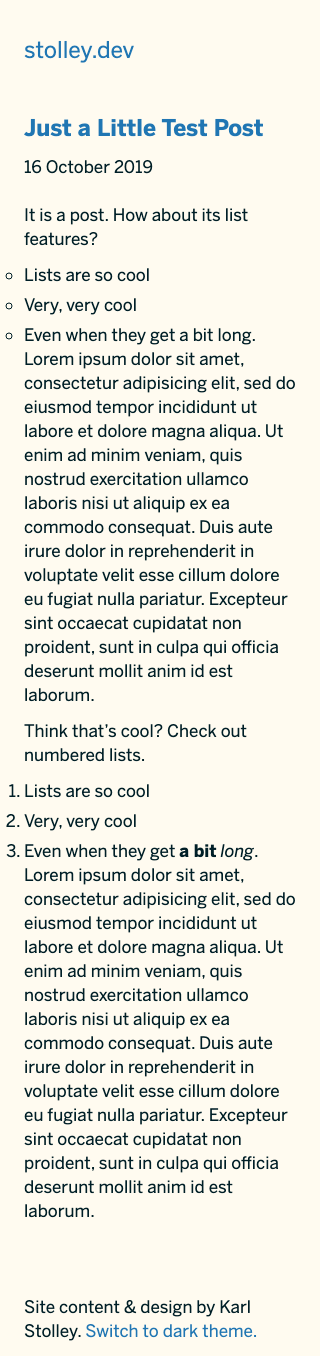 stolley.dev
Just a Little Test Post
16 October 2019
It is a post. How about its list
features?
Lists are so cool
Very, very cool
Even when they get a bit long.
Lorem ipsum dolor sit amet,
consectetur adipisicing elit, sed do
eiusmod tempor incididunt ut
labore et dolore magna aliqua. Ut
enim ad minim veniam, quis
nostrud exercitation ullamco
laboris nisi ut aliquip ex ea
commodo consequat. Duis aute
irure dolor in reprehenderit in
voluptate velit esse cillum dolore
eu fugiat nulla pariatur. Excepteur
sint occaecat cupidatat non
proident, sunt in culpa qui officia
deserunt mollit anim id est
laborum.
Think that’s cool? Check out
numbered lists.
1. Lists are so cool
2. Very, very cool
3. Even when they get a bit long.
Lorem ipsum dolor sit amet,
consectetur adipisicing elit, sed do
eiusmod tempor incididunt ut
labore et dolore magna aliqua. Ut
enim ad minim veniam, quis
nostrud exercitation ullamco
laboris nisi ut aliquip ex ea
commodo consequat. Duis aute
irure dolor in reprehenderit in
voluptate velit esse cillum dolore
eu fugiat nulla pariatur. Excepteur
sint occaecat cupidatat non
proident, sunt in culpa qui officia
deserunt mollit anim id est
laborum.
Site content & design by Karl
Stolley. Switch to dark theme.